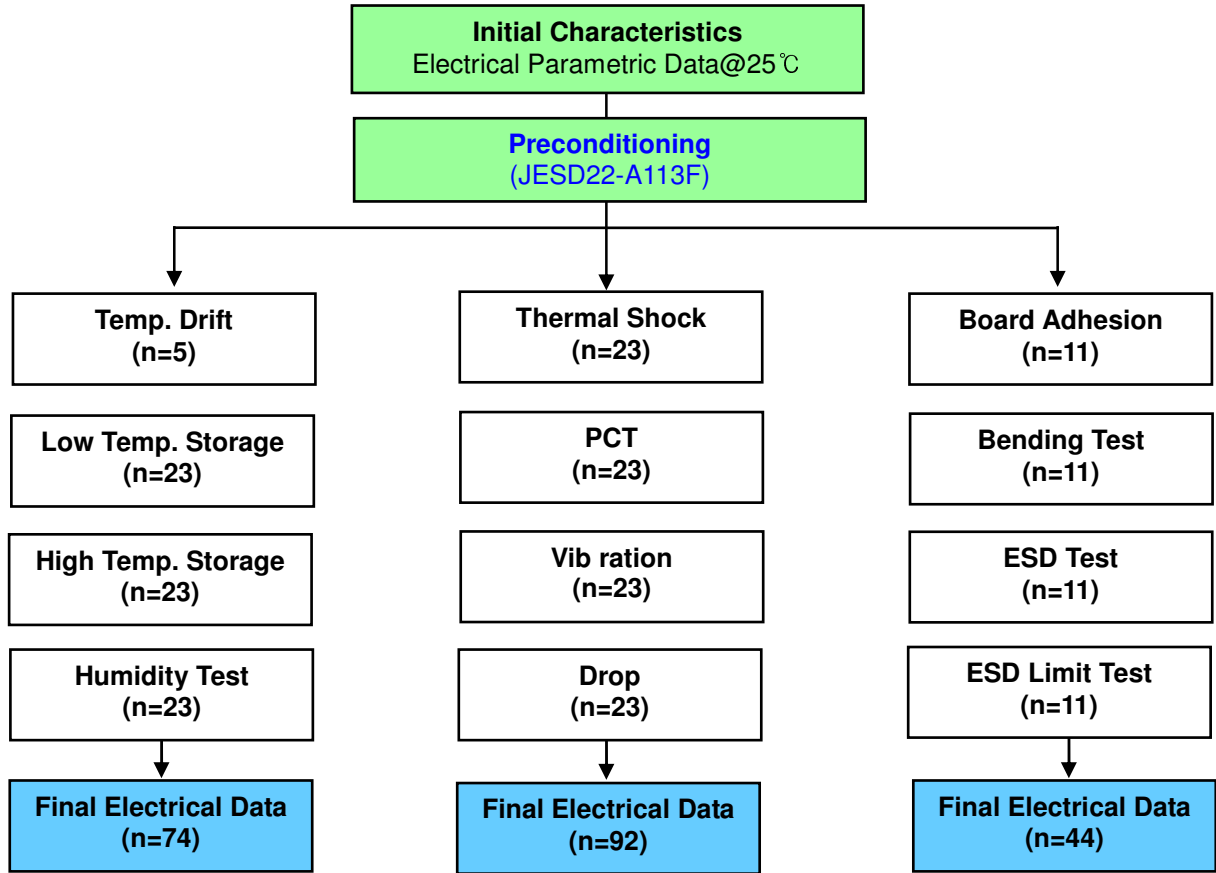 Initial Characteristics
Electrical Parametric Data@25℃
Preconditioning
(JESD22-A113F)
Temp. Drift
(n=5)
Low Temp. Storage
(n=23)
High Temp. Storage
(n=23)
Humidity Test
(n=23)
Final Electrical Data
(n=74)
Thermal Shock
(n=23)
PCT
(n=23)
Vib ration
(n=23)
Drop
(n=23)
Final Electrical Data
(n=92)
Board Adhesion
(n=11)
Bending Test
(n=11)
ESD Test
(n=11)
ESD Limit Test
(n=11)
Final Electrical Data
(n=44)